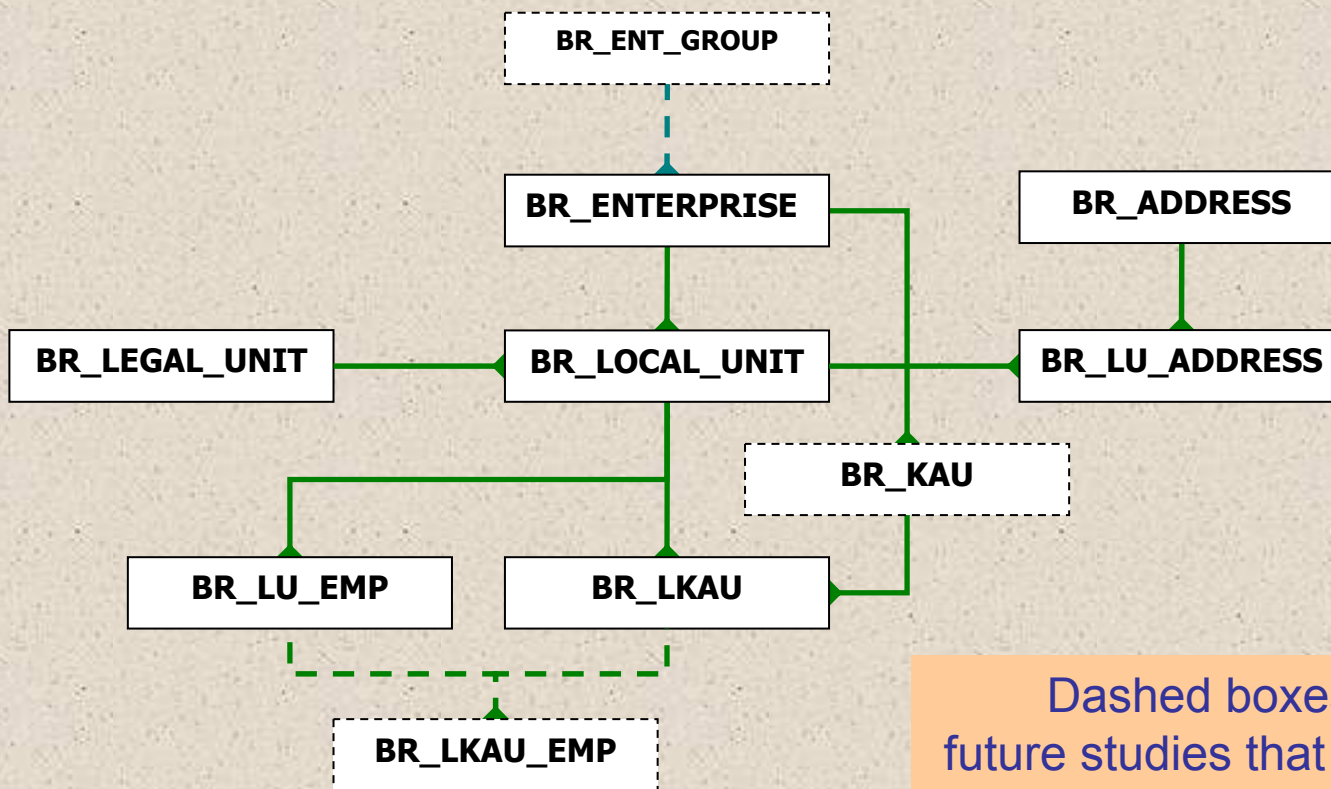 BR_ENT_GROUP
BR_ENTERPRISE
BR_ADDRESS
BR_LEGAL_UNIT
BR_LOCAL_UNIT
BR_LU_ADDRESS
BR_KAU
BR_LU_EMP
BR_LKAU
BR_LKAU_EMP
Dashed boxe
future studies that